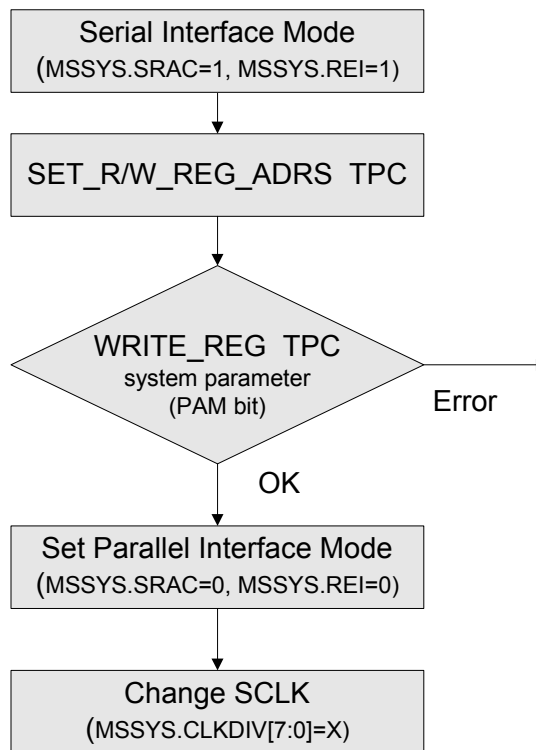 Serial Interface Mode
(MSSYS.SRAC=1, MSSYS.REI=1)
SET_R/W_REG_ADRS TPC
WRITE_REG TPC
system parameter
(PAM bit)
Error
OK
Set Parallel Interface Mode
(MSSYS.SRAC=0, MSSYS.REI=0)
Change SCLK
(MSSYS.CLKDIV[7:0]=X)